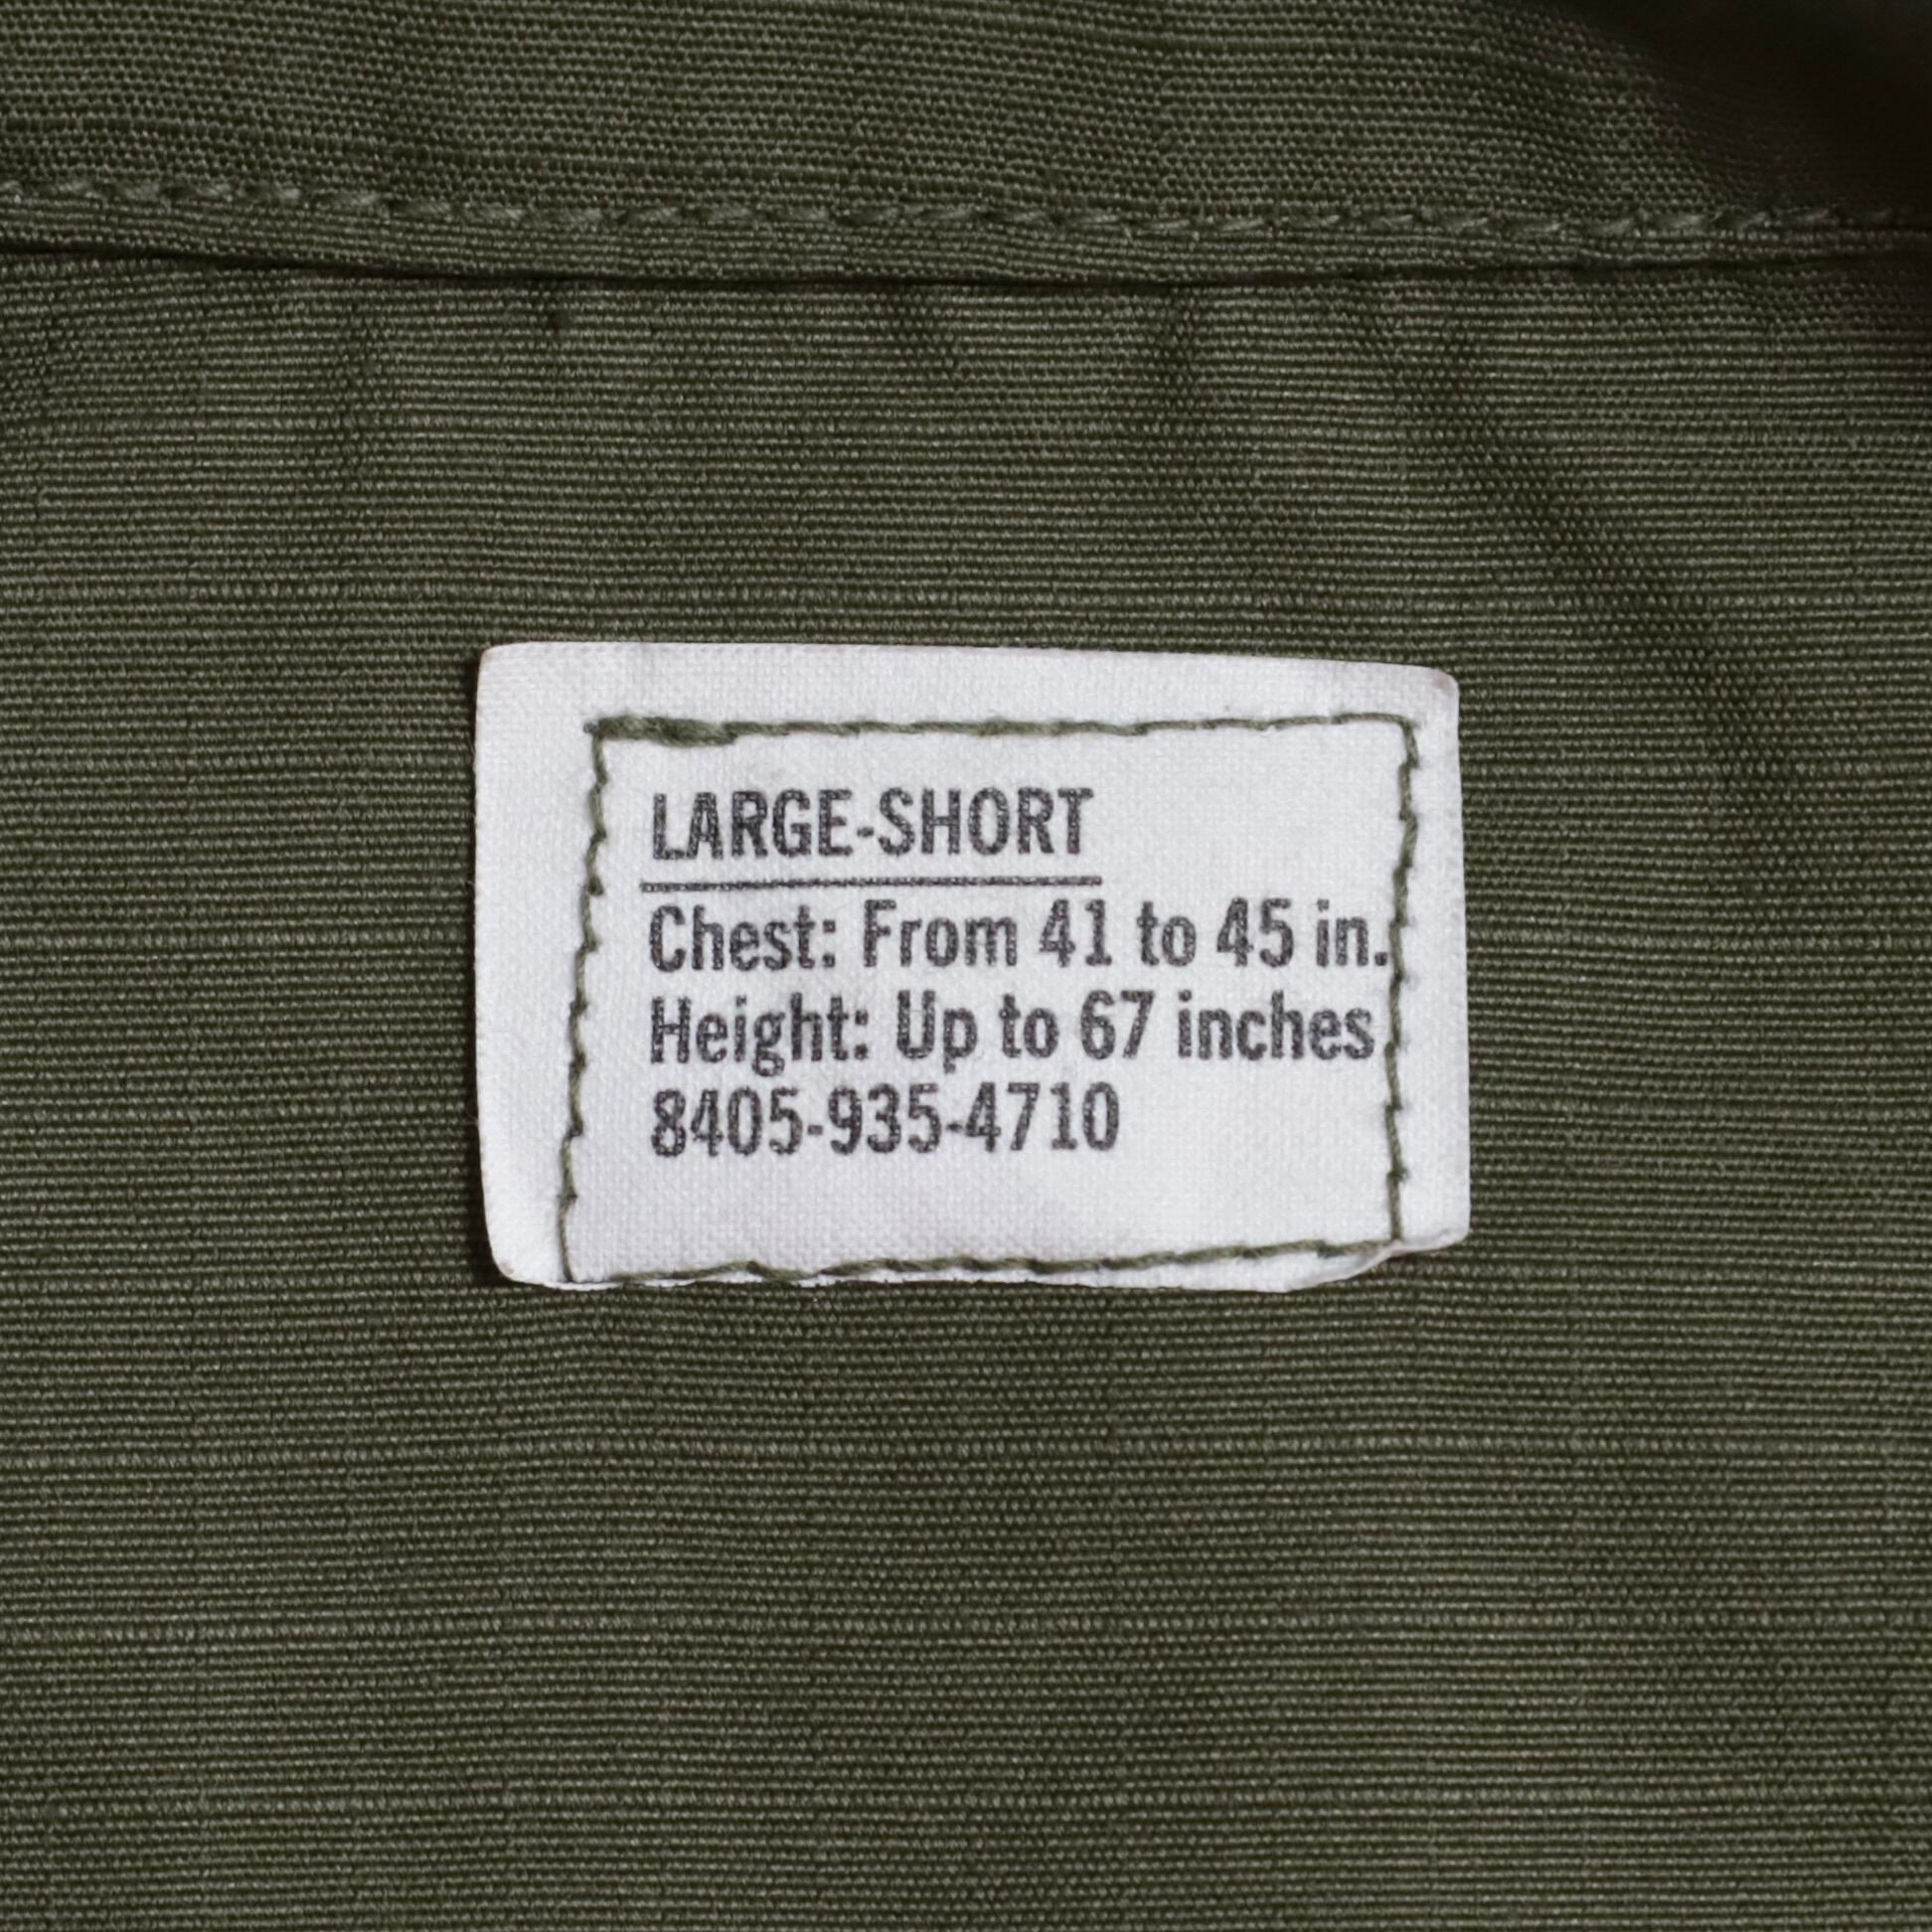 LARGE-SHORT
Chest: From 41 to 45 in.
Height: Up to 67 inches
8405-935-4710